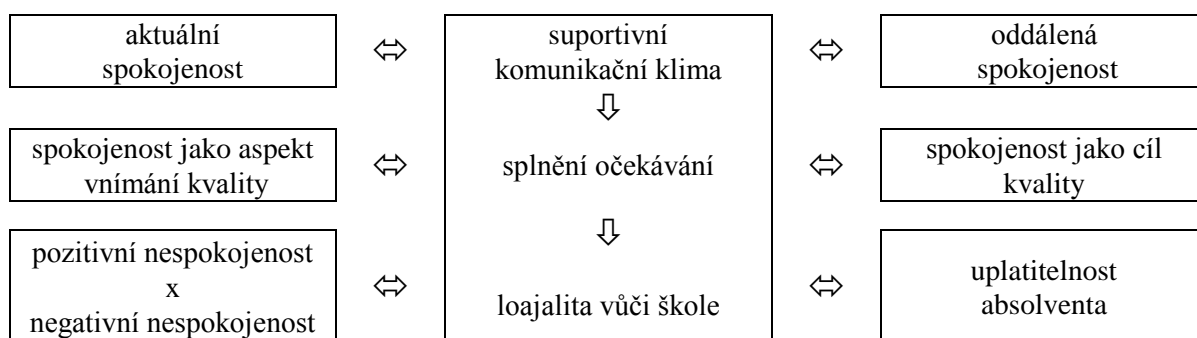 aktuální
spokojenost
suportivní
komunikační klima
oddálená
spokojenost
spokojenost jako aspekt
vnímání kvality
splnění očekávání
spokojenost jako cíl
kvality
pozitivní nespokojenost
x
negativní nespokojenost
loajalita vůči škole
uplatitelnost
absolventa